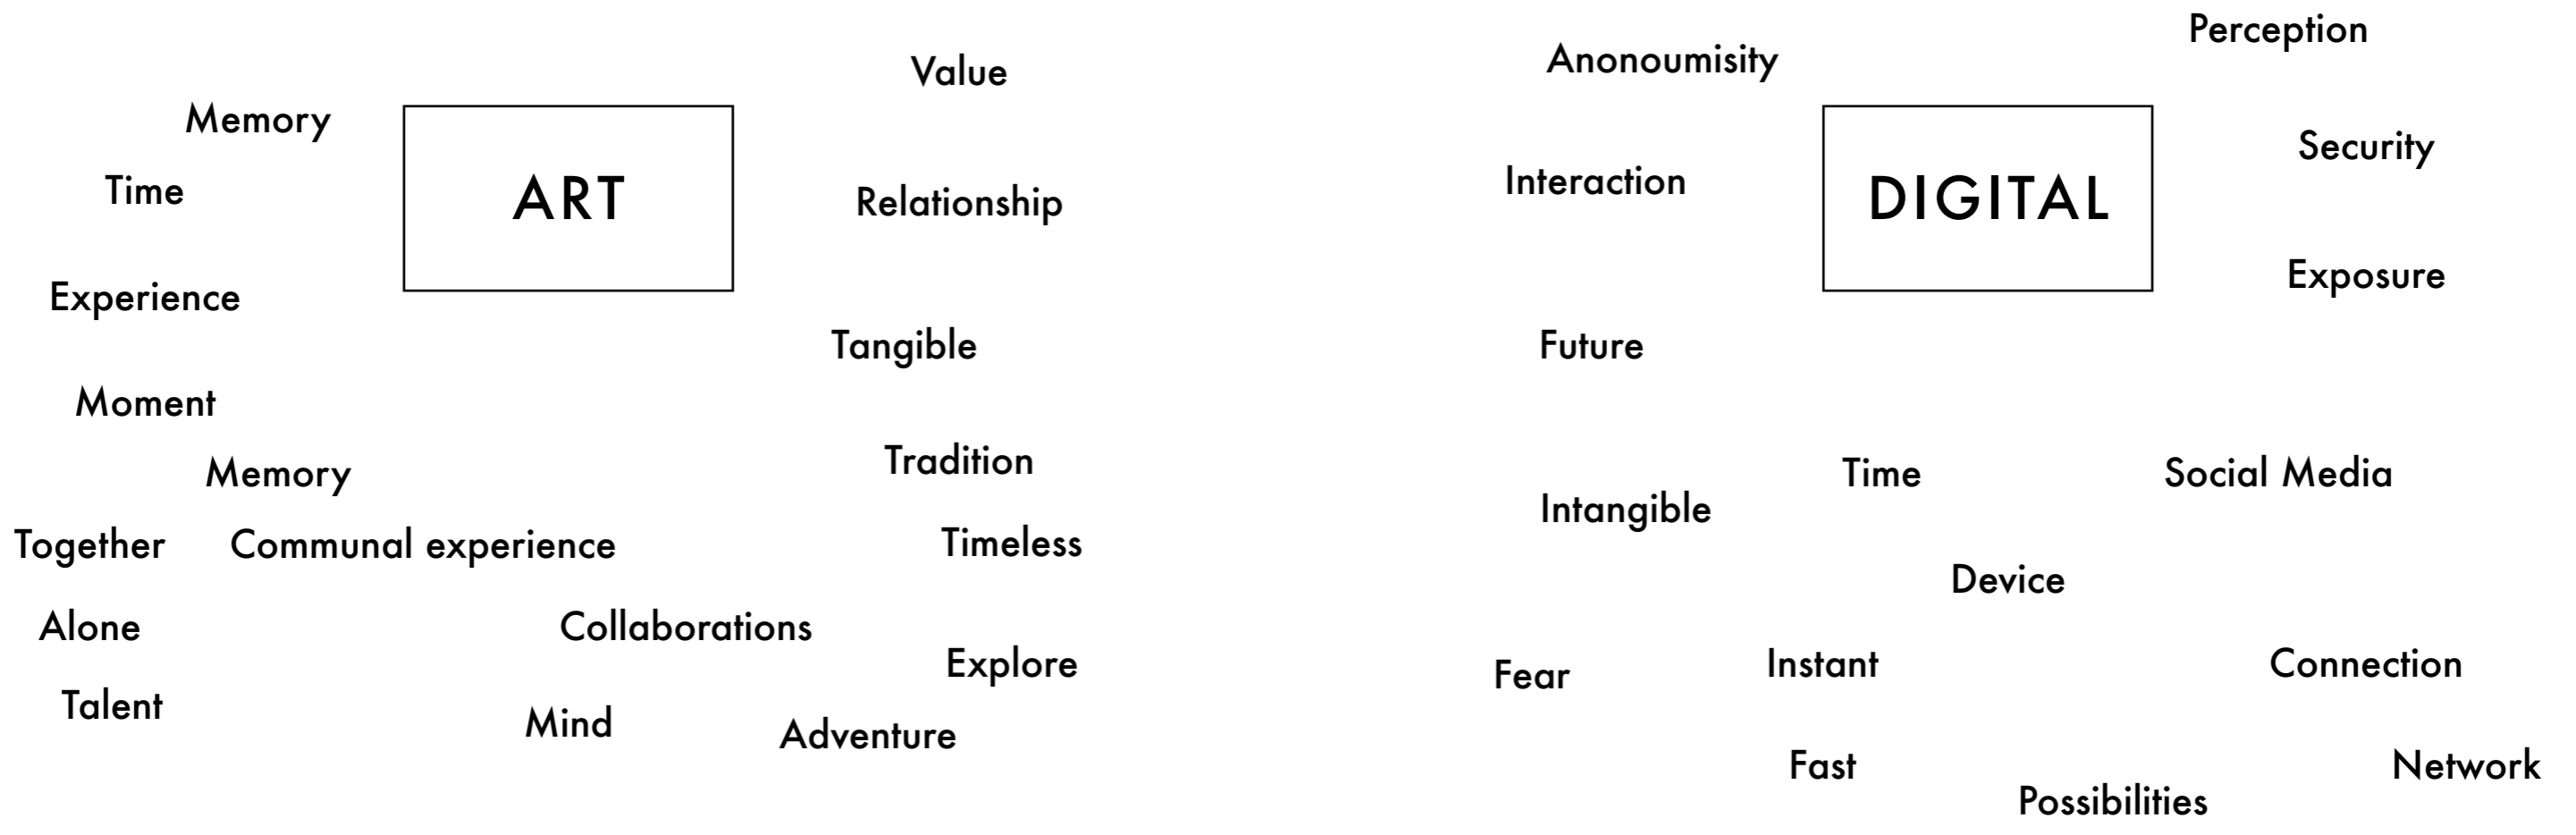 Value
Memory
ART
Time
Relationship
Experience
Tangible
Moment
Tradition
Memory
Together
Communal experience
Timeless
Alone
Collaborations
Explore
Talent
Mind
Adventure
Perception
Anonoumisity
Security
Interaction
DIGITAL
Exposure
Future
Time
Social Media
Intangible
Device
Fear
Instant
Connection
Fast
Network
Possibilities